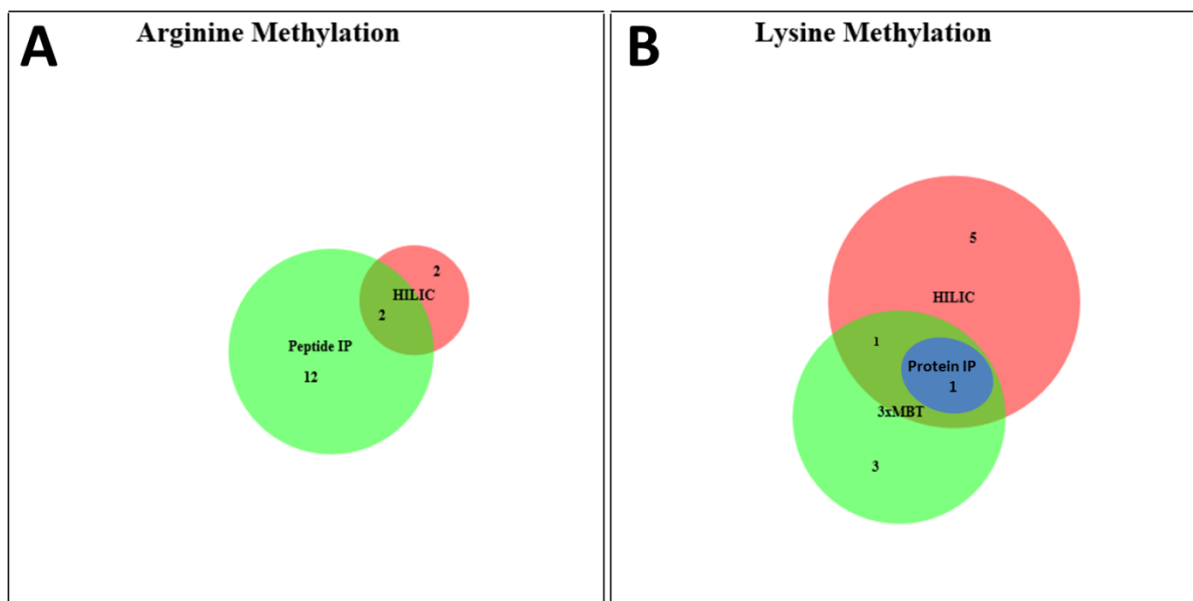 A
Arginine Methylation
2
HILIC
2
Peptide IP
12
B
Lysine Methylation
5
HILIC
1
Protein IP
1
3xMBT
3